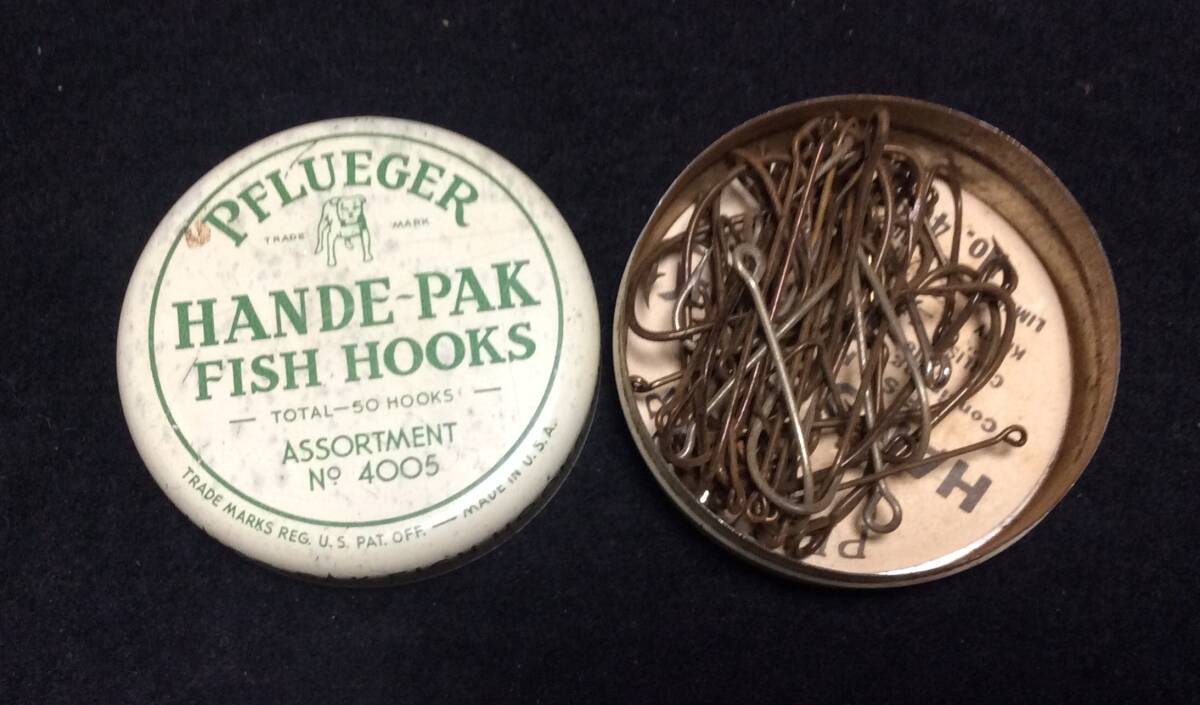 PFLUEGER
TRADE MARK
HANDE-PAK
FISH HOOKS
— TOTAL—50 HOOKS —
ASSORTMENT
Nº 4005
TRADE MARKS REG. U.S. PAT. OFF. — MADE IN U.S.A.